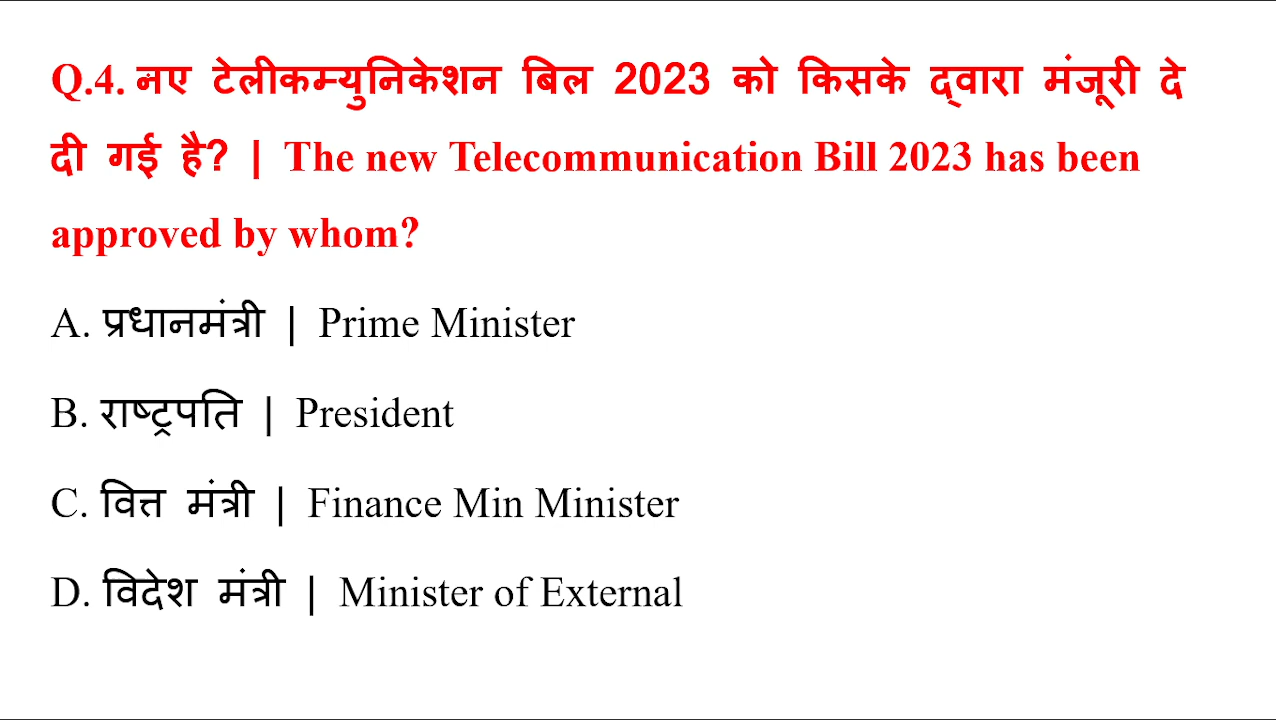 Q.4. नए टेलीकम्युनिकेशन बिल 2023 को किसके द्वारा मंजूरी दे
दी गई है? | The new Telecommunication Bill 2023 has been
approved by whom?
A. प्रधानमंत्री | Prime Minister
B. राष्ट्रपति | President
C. वित्त मंत्री | Finance Min Minister
D. विदेश मंत्री | Minister of External